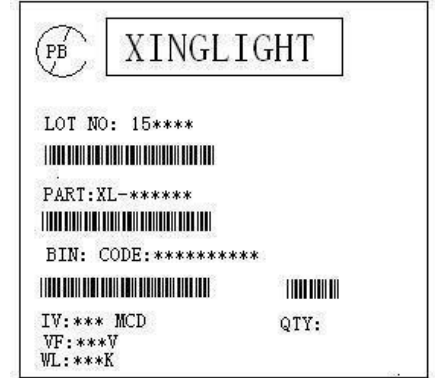 PB
XINGLIGHT
LOT NO: 15****
PART:XL-******
BIN: CODE:**********
IV:*** MCD
QTY:
VF:***V
WL:***K